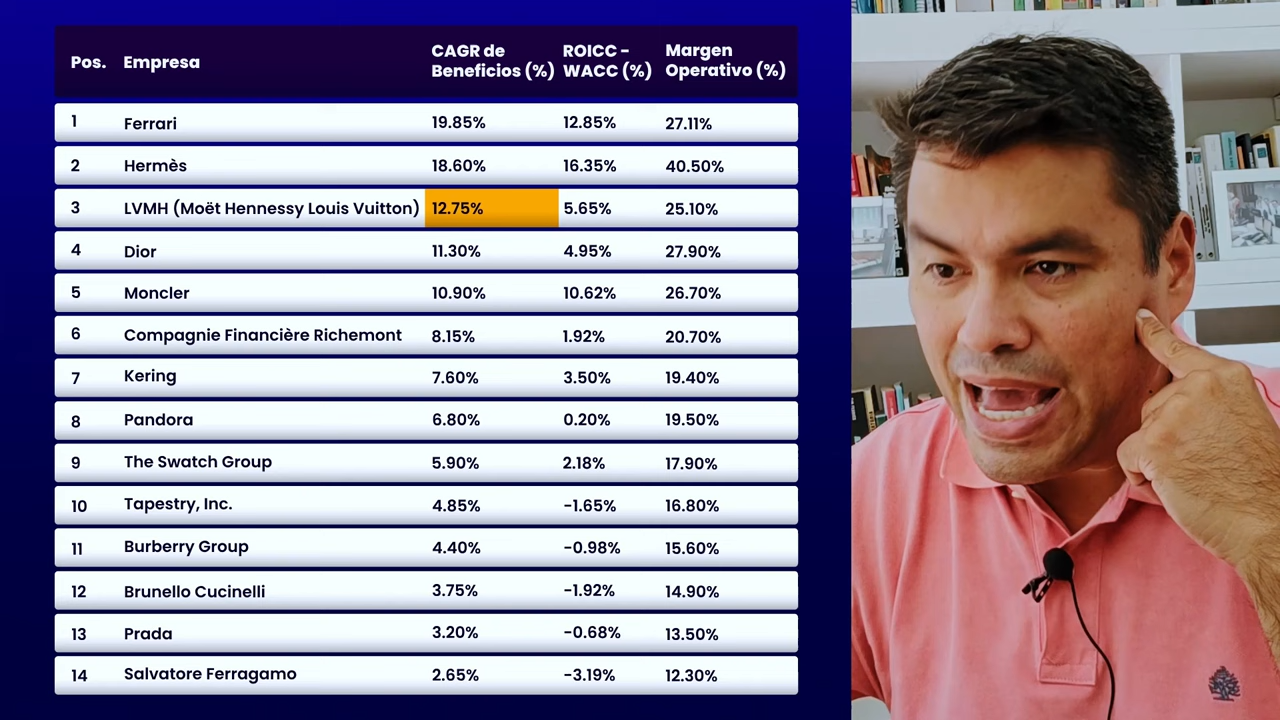 Pos. Empresa CAGR de Beneficios (%) ROICC - WACC (%) Margen Operativo (%)
1 Ferrari 19.85% 12.85% 27.11%
2 Hermès 18.60% 16.35% 40.50%
3 LVMH (Moët Hennessy Louis Vuitton) 12.75% 5.65% 25.10%
4 Dior 11.30% 4.95% 27.90%
5 Moncler 10.90% 10.62% 26.70%
6 Compagnie Financière Richemont 8.15% 1.92% 20.70%
7 Kering 7.60% 3.50% 19.40%
8 Pandora 6.80% 0.20% 19.50%
9 The Swatch Group 5.90% 2.18% 17.90%
10 Tapestry, Inc. 4.85% -1.65% 16.80%
11 Burberry Group 4.40% -0.98% 15.60%
12 Brunello Cucinelli 3.75% -1.92% 14.90%
13 Prada 3.20% -0.68% 13.50%
14 Salvatore Ferragamo 2.65% -3.19% 12.30%